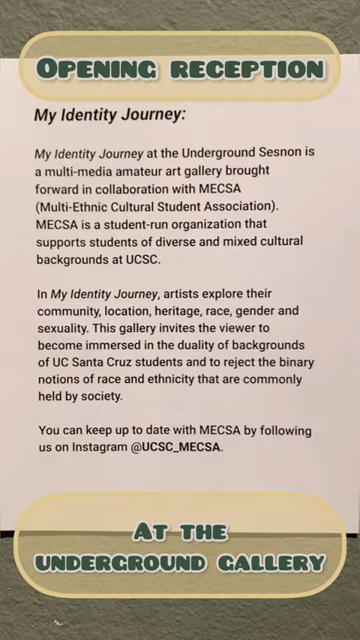 OPENING RECEPTION
My Identity Journey:
My Identity Journey at the Underground Sesnon is
a multi-media amateur art gallery brought
forward in collaboration with MECSA
(Multi-Ethnic Cultural Student Association).
MECSA is a student-run organization that
supports students of diverse and mixed cultural
backgrounds at UCSC.
In My Identity Journey, artists explore their
community, location, heritage, race, gender and
sexuality. This gallery invites the viewer to
become immersed in the duality of backgrounds
of UC Santa Cruz students and to reject the binary
notions of race and ethnicity that are commonly
held by society.
You can keep up to date with MECSA by following
us on Instagram @UCSC_MECSA.
AT THE
UNDERGROUND GALLERY